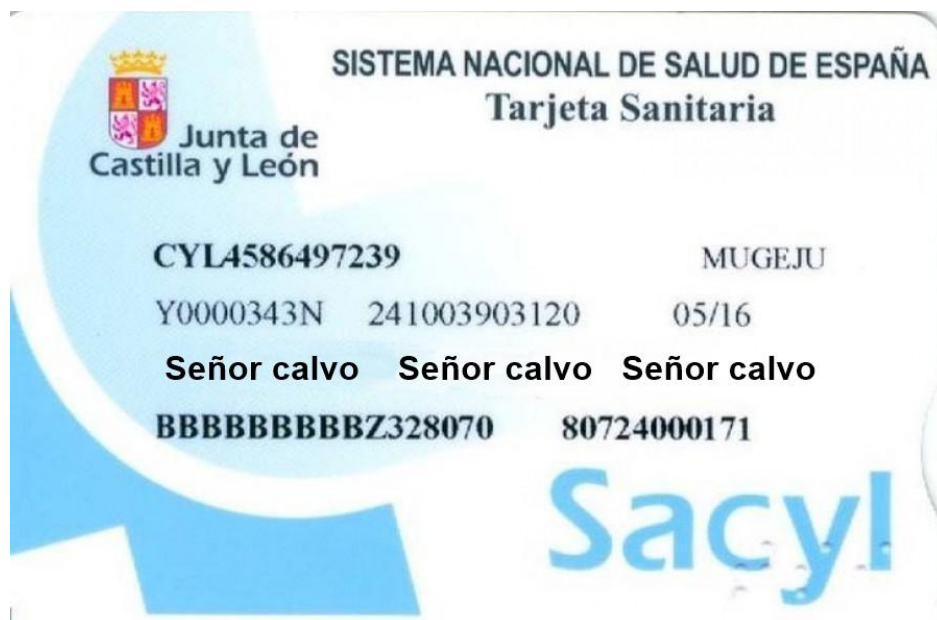 SISTEMA NACIONAL DE SALUD DE ESPAÑA
Tarjeta Sanitaria
Junta de
Castilla y León
CYL4586497239 MUGEJU
Y0000343N 241003903120 05/16
Señor calvo Señor calvo Señor calvo
BBBBBBBBBZ328070 80724000171
Sacyl